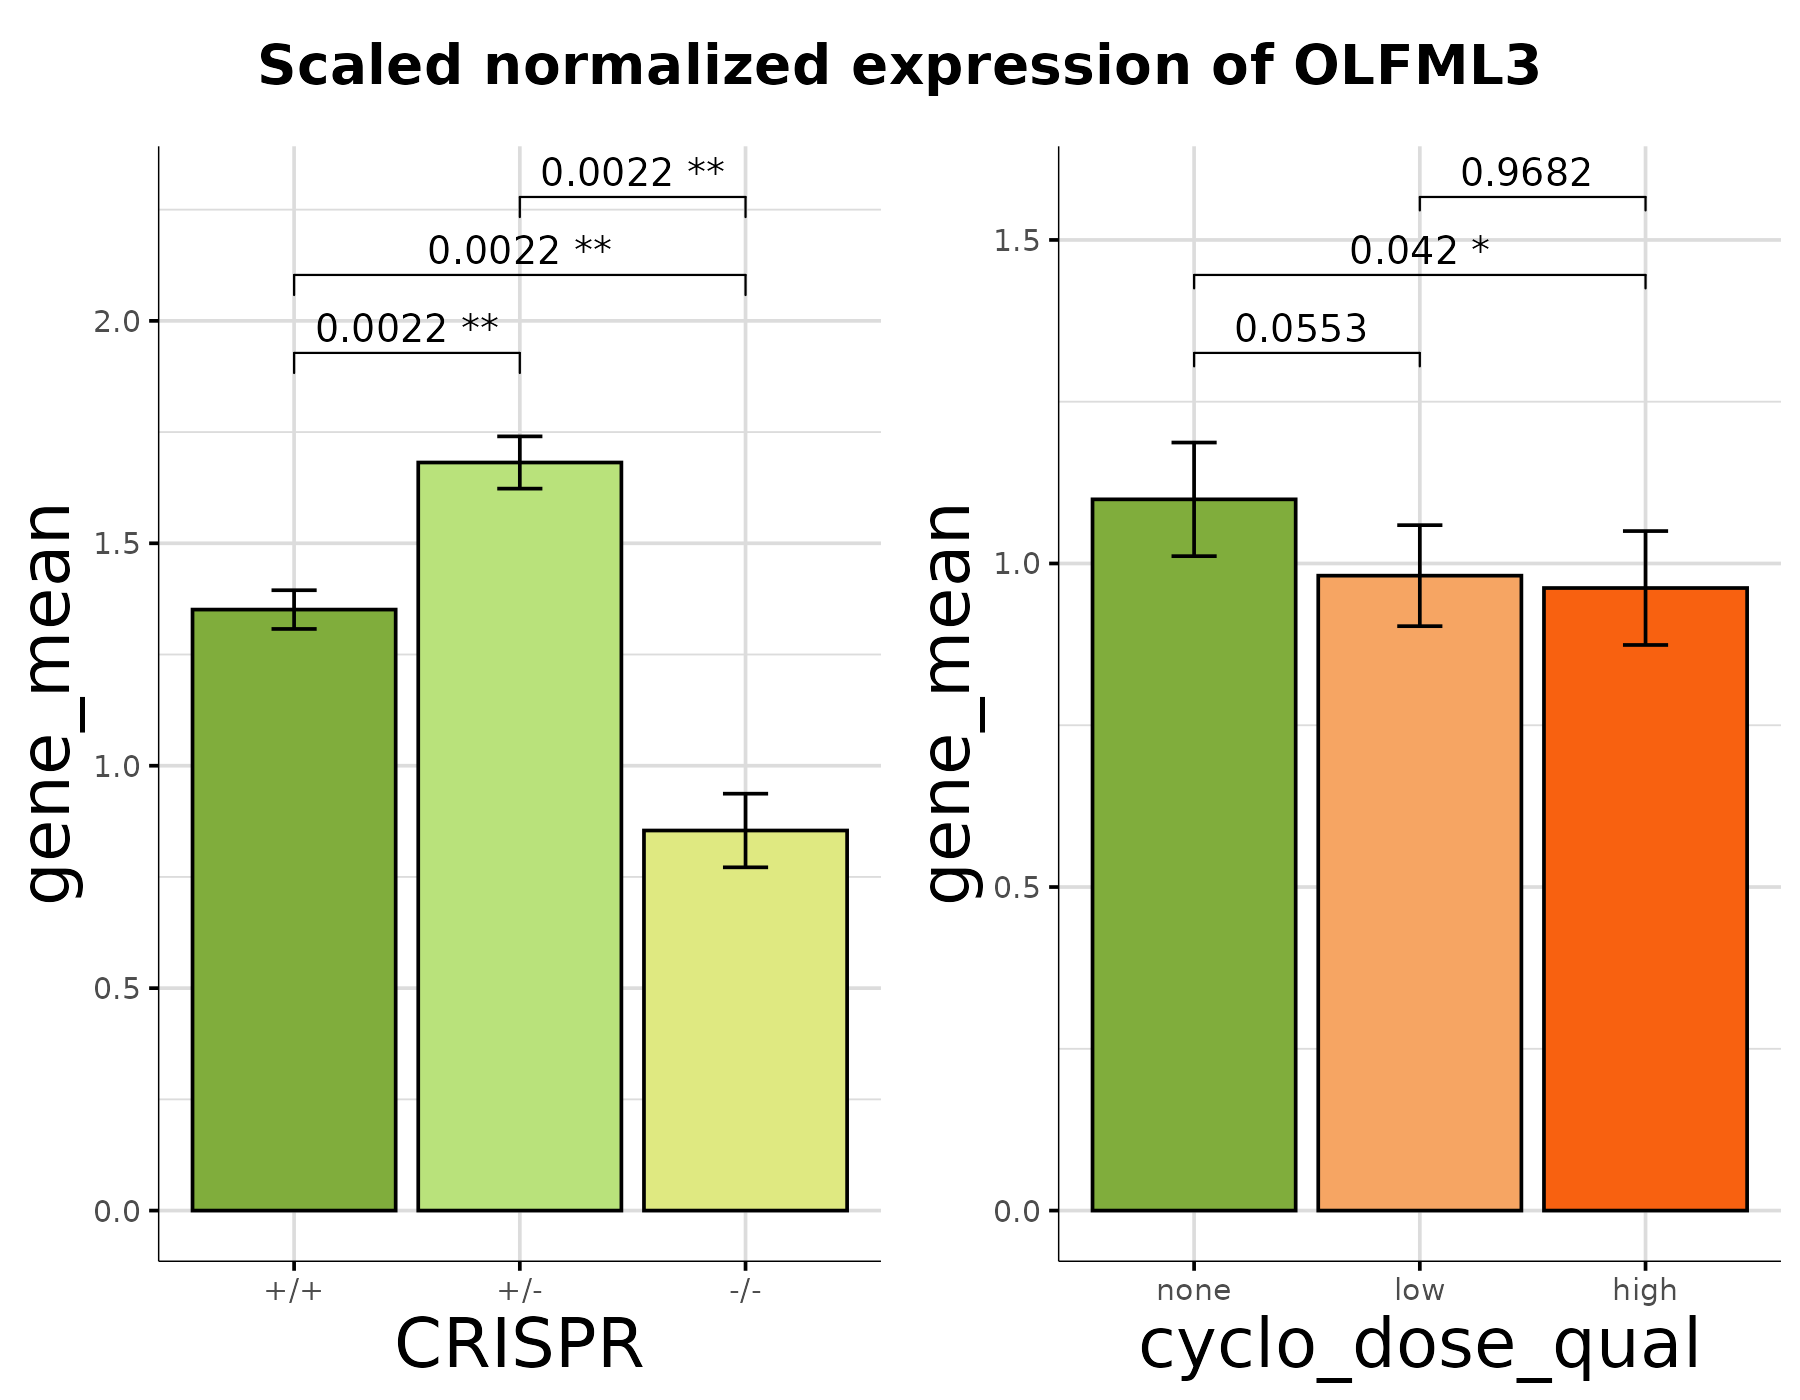 Scaled normalized expression of OLFML3
0.0022 **
0.0022 **
0.0022 **
2.0
1.5
1.0
0.5
0.0
gene_mean
+/+ +/- -/-
CRISPR
0.9682
0.042 *
0.0553
1.5
1.0
0.5
0.0
gene_mean
none low high
cyclo_dose_qual